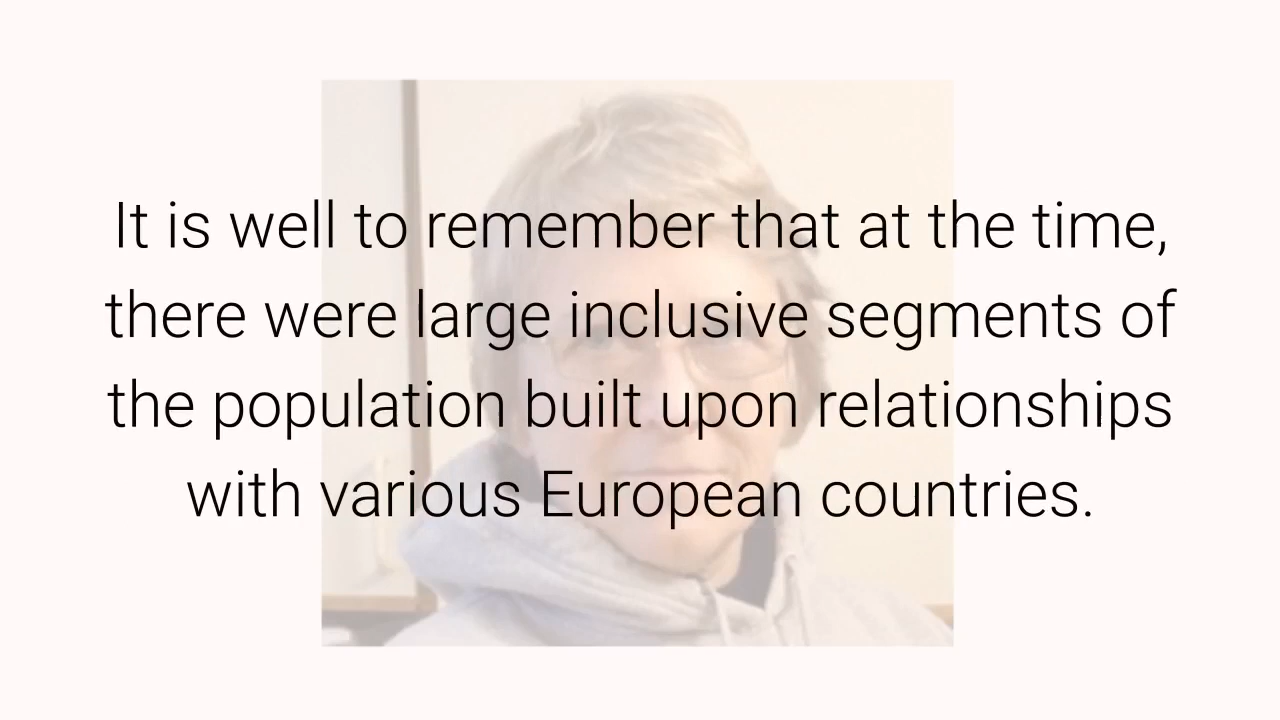 It is well to remember that at the time,
there were large inclusive segments of
the population built upon relationships
with various European countries.